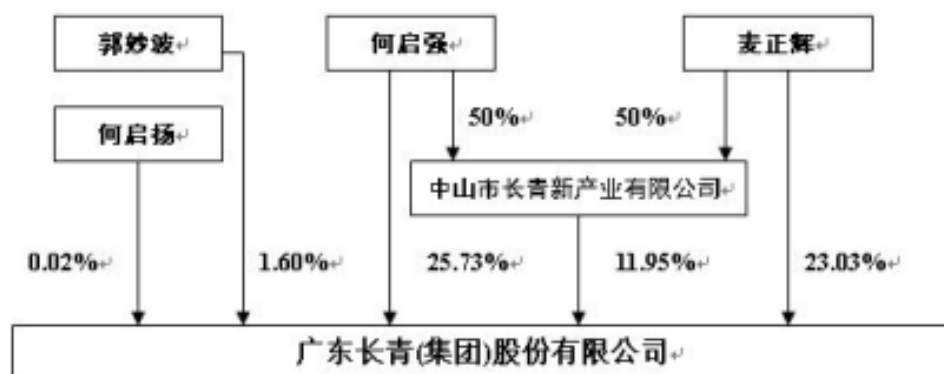 郭妙波
何启强
麦正辉
何启扬
50%
50%
中山市长青新产业有限公司
0.02%
1.60%
25.73%
11.95%
23.03%
广东长青(集团)股份有限公司